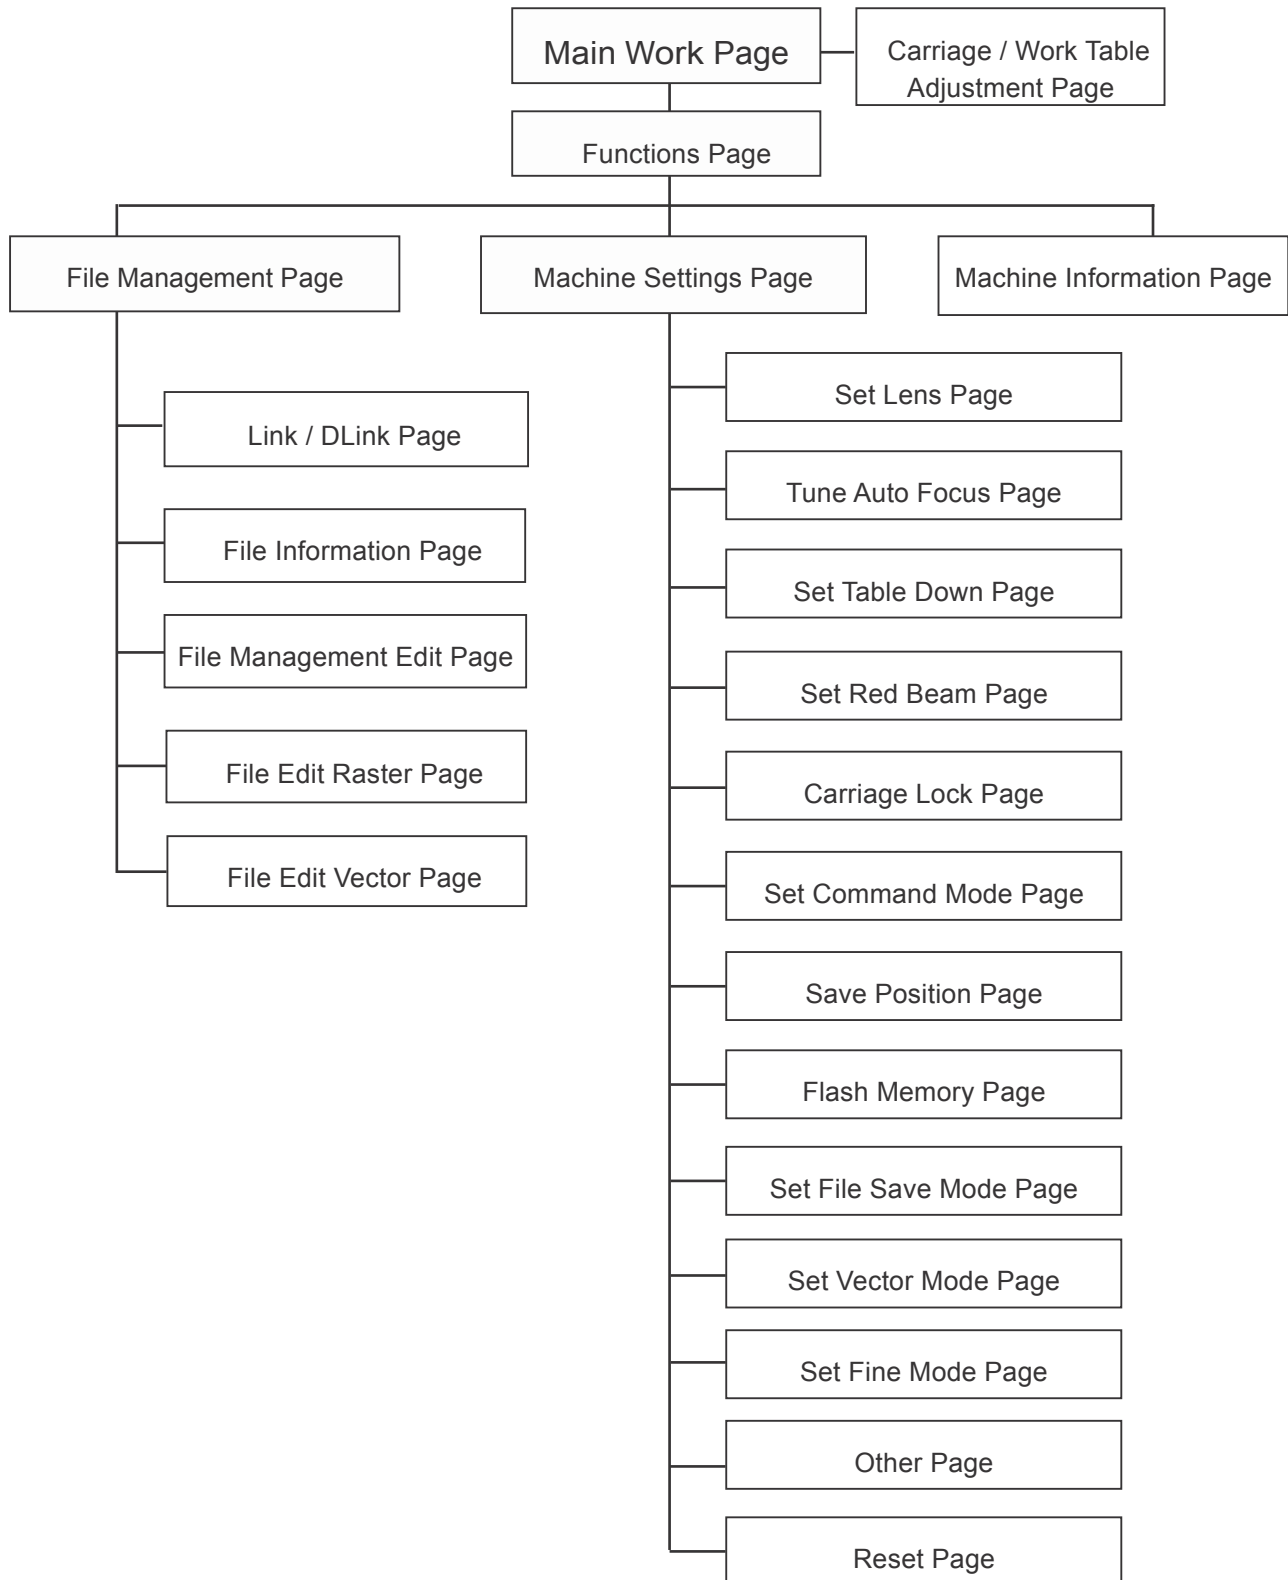 Main Work Page
Carriage / Work Table
Adjustment Page
Functions Page
File Management Page
Machine Settings Page
Machine Information Page
Link / DLink Page
File Information Page
File Management Edit Page
File Edit Raster Page
File Edit Vector Page
Set Lens Page
Tune Auto Focus Page
Set Table Down Page
Set Red Beam Page
Carriage Lock Page
Set Command Mode Page
Save Position Page
Flash Memory Page
Set File Save Mode Page
Set Vector Mode Page
Set Fine Mode Page
Other Page
Reset Page